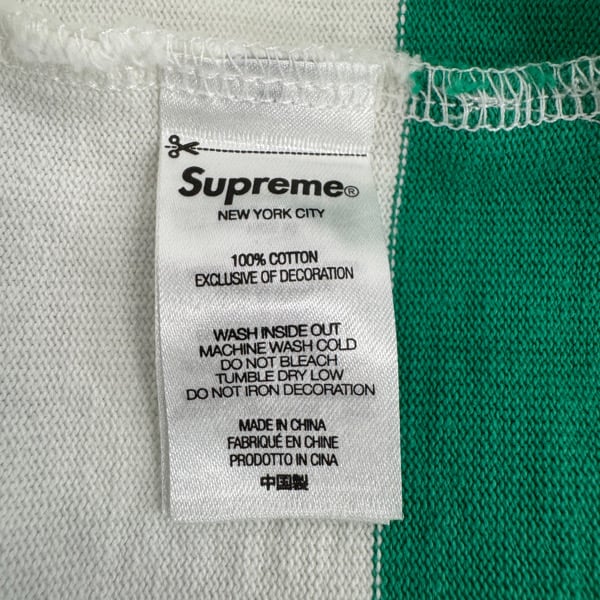 Supreme®
NEW YORK CITY
100% COTTON
EXCLUSIVE OF DECORATION
WASH INSIDE OUT
MACHINE WASH COLD
DO NOT BLEACH
TUMBLE DRY LOW
DO NOT IRON DECORATION
MADE IN CHINA
FABRIQUÉ EN CHINE
PRODOTTO IN CINA
中国製